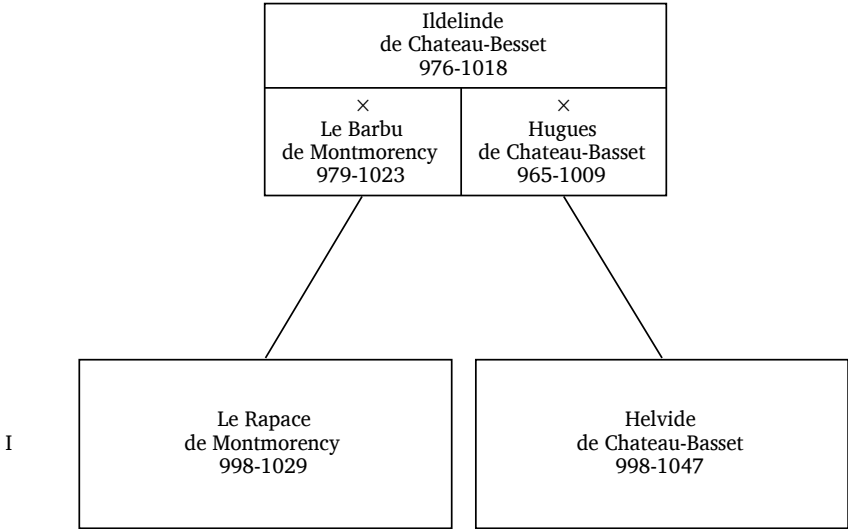 Ildelinde
de Chateau-Besset
976-1018
×
Le Barbu
de Montmorency
979-1023
×
Hugues
de Chateau-Basset
965-1009
I
Le Rapace
de Montmorency
998-1029
Helvide
de Chateau-Basset
998-1047